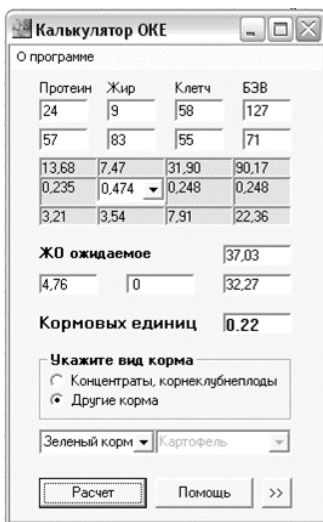 Калькулятор ОКЕ
О программе
Протеин Жир Клетч БЭВ
24 9 58 127
57 83 55 71
13,68 7,47 31,90 90,17
0,235 0,474 0,248 0,248
3,21 3,54 7,91 22,36
ЖО ожидаемое 37,03
4,76 0 32,27
Кормовых единиц 0.22
Укажите вид корма
Концентраты, корнеклубнеплоды
Другие корма
Зеленый корм Картофель
Расчет Помощь >>